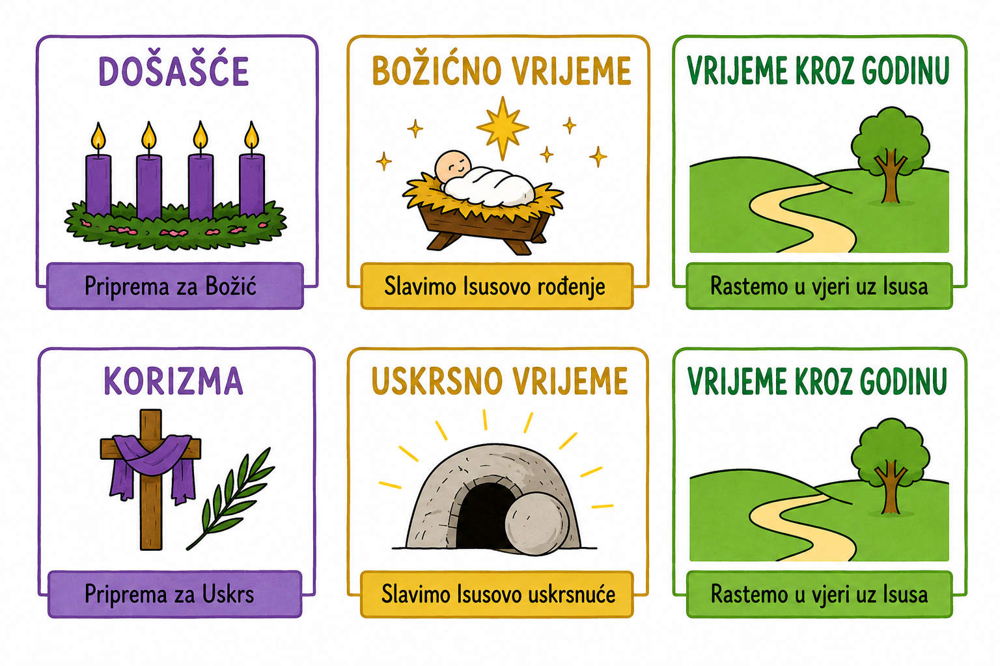 DOŠAŠĆE
Priprema za Božić
BOŽIĆNO VRIJEME
Slavimo Isusovo rođenje
VRIJEME KROZ GODINU
Rastemo u vjeri uz Isusa
KORIZMA
Priprema za Uskrs
USKRSNO VRIJEME
Slavimo Isusovo uskrsnuće
VRIJEME KROZ GODINU
Rastemo u vjeri uz Isusa